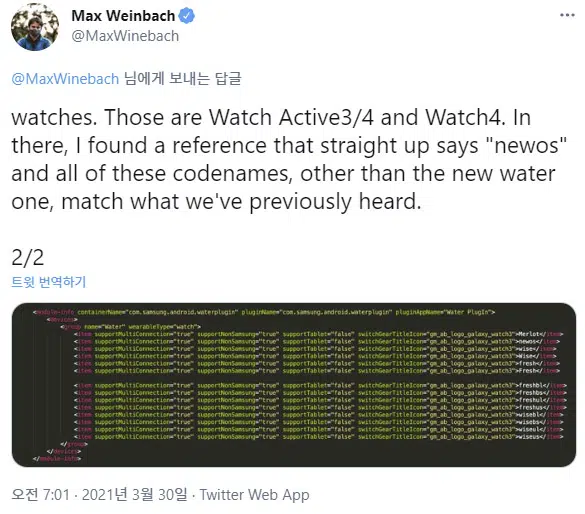 Max Weinbach
@MaxWinebach
@MaxWinebach 님에게 보내는 답글
watches. Those are Watch Active3/4 and Watch4. In
there, I found a reference that straight up says "newos"
and all of these codenames, other than the new water
one, match what we've previously heard.
2/2
트윗 번역하기
<module-info containerName="com.samsung.android.waterplugin" pluginName="com.samsung.android.waterplugin" pluginAppName="Water PlugIn">
<devices>
<group name="Water" wearableType="watch">
<item supportMultiConnection="true" supportNonSamsung="true" supportTablet="false" switchGearTitleIcon="gm_ab_logo_galaxy_watch3">Merlot</item>
<item supportMultiConnection="true" supportNonSamsung="true" supportTablet="false" switchGearTitleIcon="gm_ab_logo_galaxy_watch3">newos</item>
<item supportMultiConnection="true" supportNonSamsung="true" supportTablet="false" switchGearTitleIcon="gm_ab_logo_galaxy_watch3">wise</item>
<item supportMultiConnection="true" supportNonSamsung="true" supportTablet="false" switchGearTitleIcon="gm_ab_logo_galaxy_watch3">Wise</item>
<item supportMultiConnection="true" supportNonSamsung="true" supportTablet="false" switchGearTitleIcon="gm_ab_logo_galaxy_watch3">fresh</item>
<item supportMultiConnection="true" supportNonSamsung="true" supportTablet="false" switchGearTitleIcon="gm_ab_logo_galaxy_watch3">Fresh</item>
<item supportMultiConnection="true" supportNonSamsung="true" supportTablet="false" switchGearTitleIcon="gm_ab_logo_galaxy_watch3">freshbl</item>
<item supportMultiConnection="true" supportNonSamsung="true" supportTablet="false" switchGearTitleIcon="gm_ab_logo_galaxy_watch3">freshbs</item>
<item supportMultiConnection="true" supportNonSamsung="true" supportTablet="false" switchGearTitleIcon="gm_ab_logo_galaxy_watch3">freshul</item>
<item supportMultiConnection="true" supportNonSamsung="true" supportTablet="false" switchGearTitleIcon="gm_ab_logo_galaxy_watch3">freshus</item>
<item supportMultiConnection="true" supportNonSamsung="true" supportTablet="false" switchGearTitleIcon="gm_ab_logo_galaxy_watch3">wisebl</item>
<item supportMultiConnection="true" supportNonSamsung="true" supportTablet="false" switchGearTitleIcon="gm_ab_logo_galaxy_watch3">wisebs</item>
<item supportMultiConnection="true" supportNonSamsung="true" supportTablet="false" switchGearTitleIcon="gm_ab_logo_galaxy_watch3">wiseul</item>
<item supportMultiConnection="true" supportNonSamsung="true" supportTablet="false" switchGearTitleIcon="gm_ab_logo_galaxy_watch3">wiseus</item>
</group>
</devices>
</module-info>
오전 7:01 · 2021년 3월 30일 · Twitter Web App